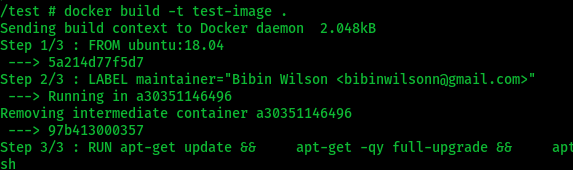 /test # docker build -t test-image .
Sending build context to Docker daemon  2.048kB
Step 1/3 : FROM ubuntu:18.04
 ---> 5a214d77f5d7
Step 2/3 : LABEL maintainer="Bibin Wilson <bibinwilsonn@gmail.com>"
 ---> Running in a30351146496
Removing intermediate container a30351146496
 ---> 97b413000357
Step 3/3 : RUN apt-get update &&     apt-get -qy full-upgrade &&     apt
sh